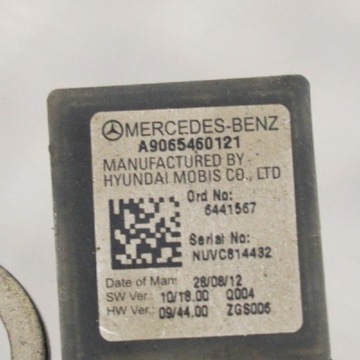 MERCEDES-BENZ
A9065460121
MANUFACTURED BY
HYUNDAI MOBIS CO., LTD
Ord No:
6441567
Serial No:
NUVC814432
Date of Man: 28/08/12
SW Ver.: 10/18.00 Q004
HW Ver.: 09/44.00 ZGS006